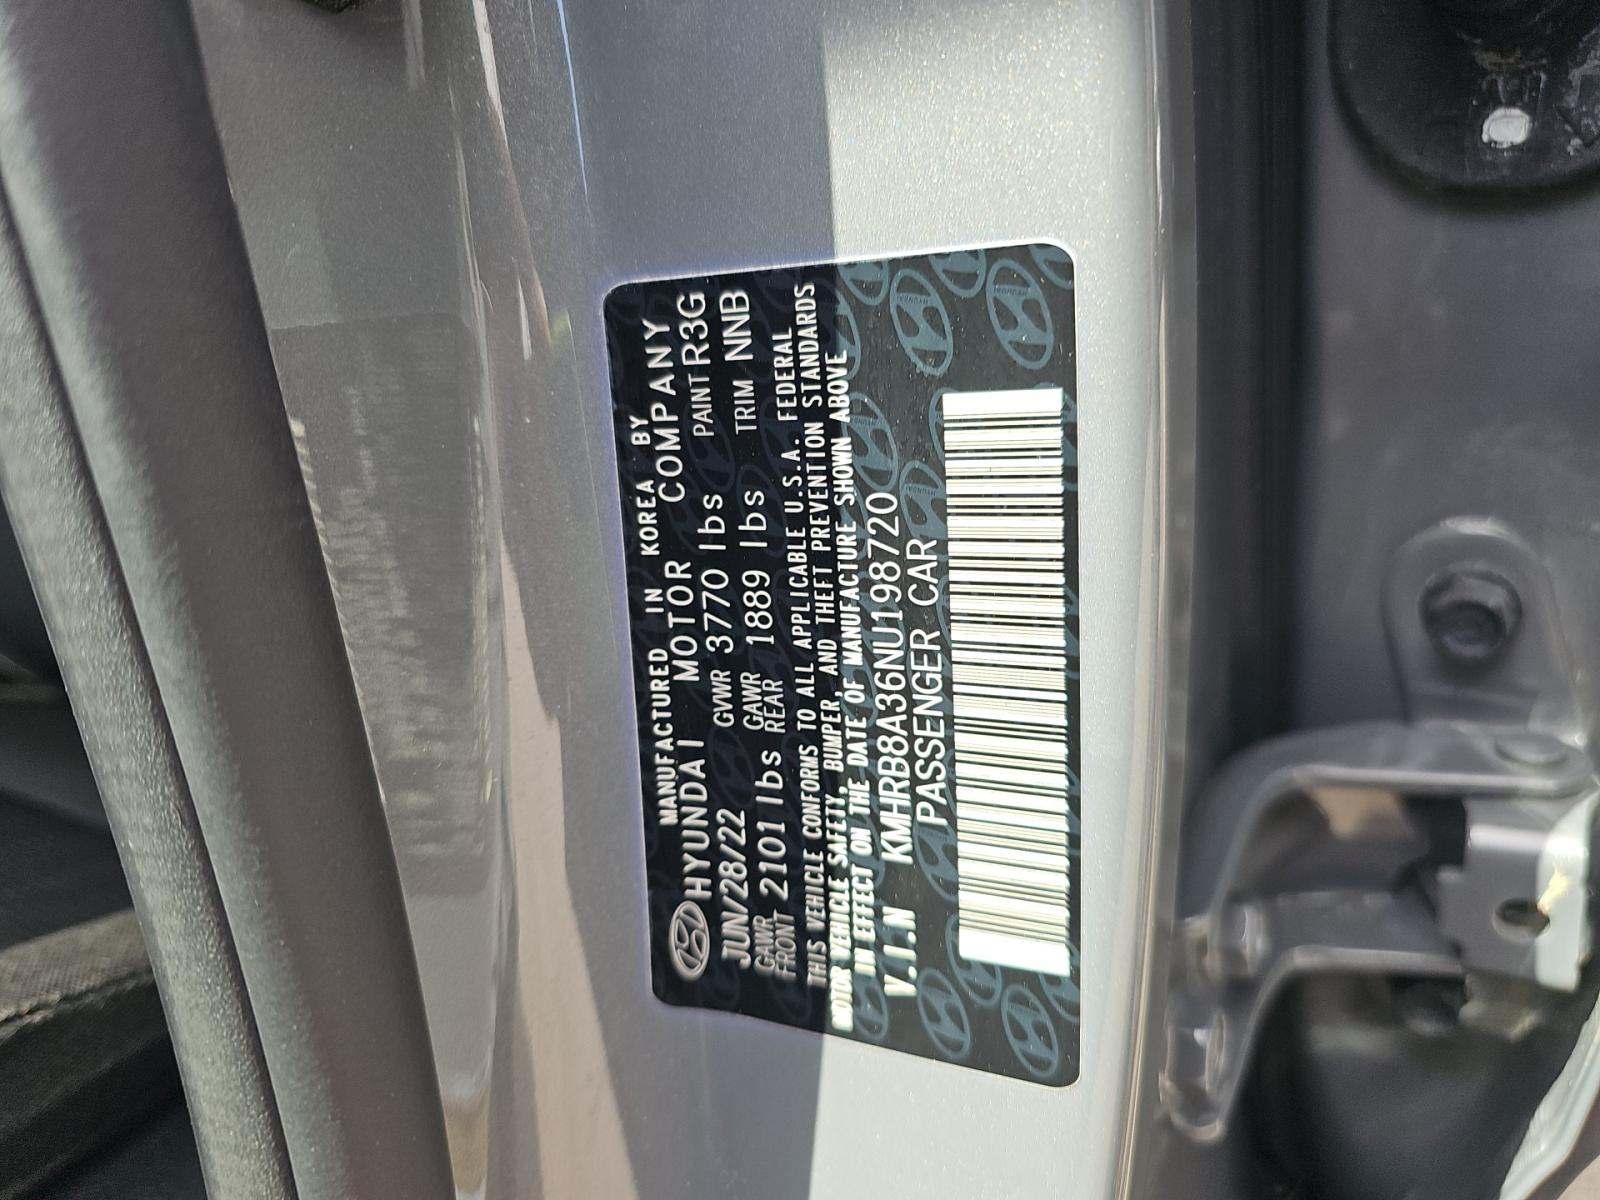 MANUFACTURED IN KOREA BY
HYUNDAI MOTOR COMPANY
JUN/28/22 GVWR 3770 lbs PAINT R3G
GAWR FRONT 2101 lbs GAWR REAR 1889 lbs TRIM NNB
THIS VEHICLE CONFORMS TO ALL APPLICABLE U.S.A. FEDERAL
MOTOR VEHICLE SAFETY, BUMPER, AND THEFT PREVENTION STANDARDS
IN EFFECT ON THE DATE OF MANUFACTURE SHOWN ABOVE
V.I.N KMHRB8A36NU198720
PASSENGER CAR